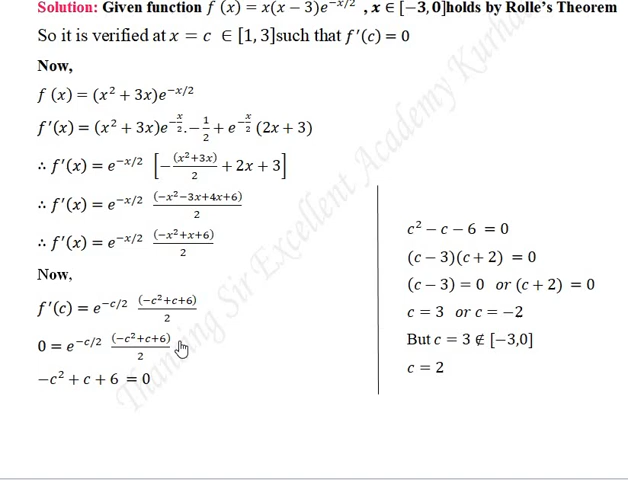 Solution: Given function f (x) = x(x − 3)e^{−x/2} , x ∈ [−3, 0]holds by Rolle's Theorem
So it is verified at x = c ∈ [1, 3]such that f′(c) = 0
Now,
f (x) = (x² + 3x)e^{−x/2}
f′(x) = (x² + 3x)e^{−x/2}.−1/2 + e^{−x/2} (2x + 3)
∴ f′(x) = e^{−x/2} [−(x²+3x)/2 + 2x + 3]
∴ f′(x) = e^{−x/2} (−x²−3x+4x+6)/2
∴ f′(x) = e^{−x/2} (−x²+x+6)/2
Now,
f′(c) = e^{−c/2} (−c²+c+6)/2
0 = e^{−c/2} (−c²+c+6)/2
−c² + c + 6 = 0
c² − c − 6 = 0
(c − 3)(c + 2) = 0
(c − 3) = 0 or (c + 2) = 0
c = 3 or c = −2
But c = 3 ∉ [−3,0]
c = 2
Sir Excellent Academy